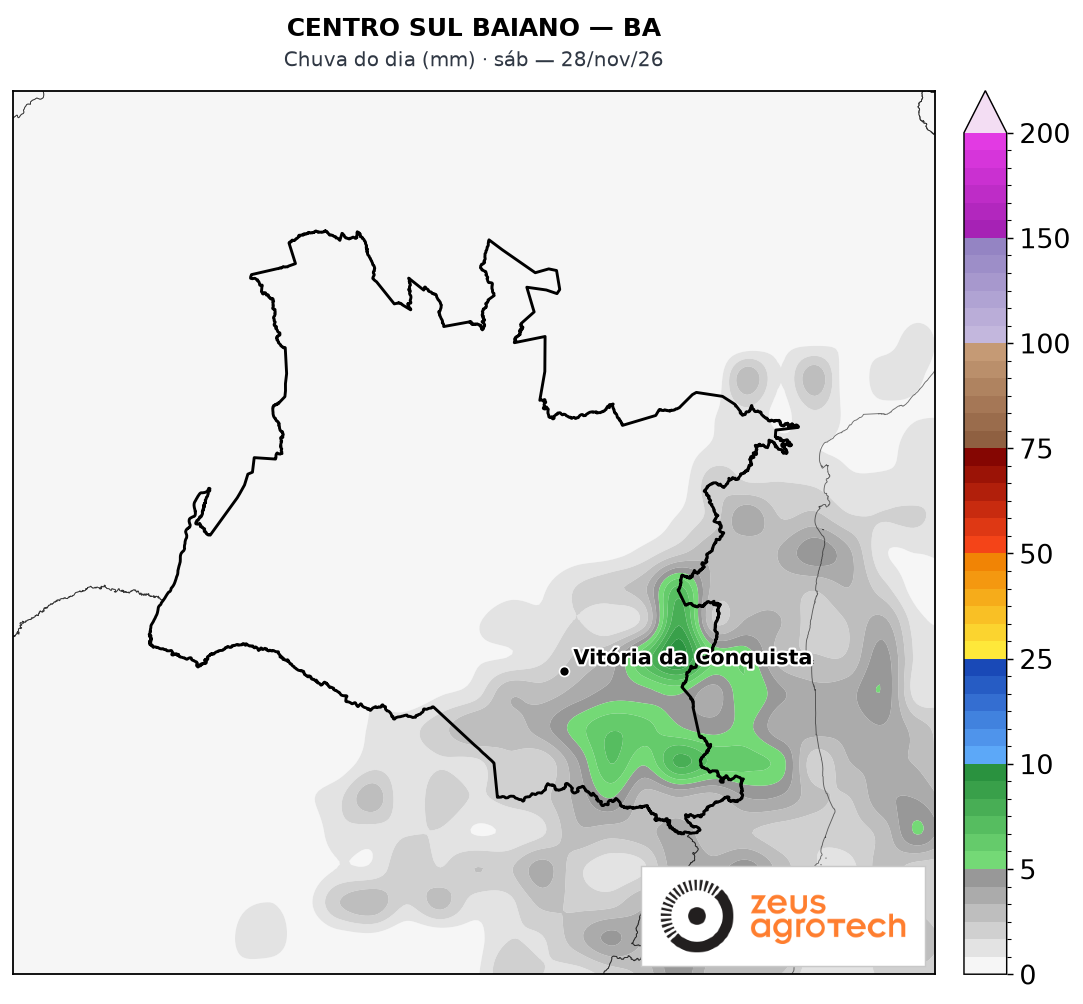 CENTRO SUL BAIANO — BA
Chuva do dia (mm) · sáb — 28/nov/26
200
150
100
75
50
25
10
5
0
Vitória da Conquista
zeus
agrotech